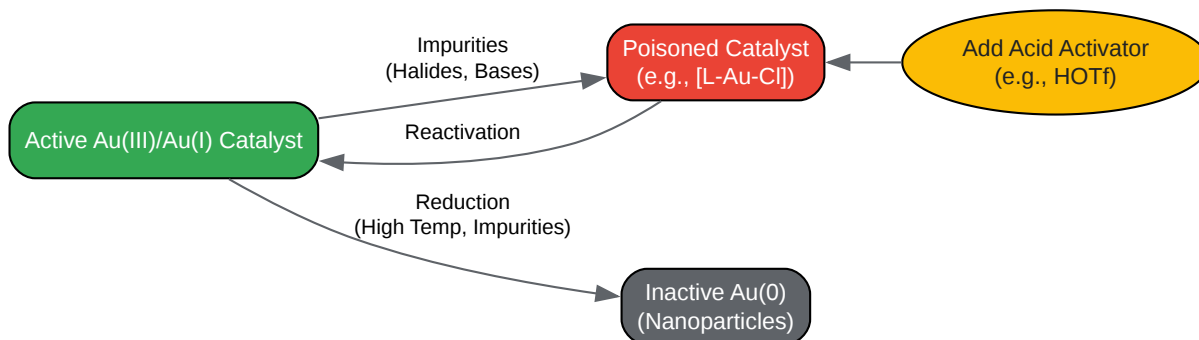 Impurities
(Halides, Bases)
Poisoned Catalyst
(e.g., [L-Au-Cl])
Add Acid Activator
(e.g., HOTf)
Active Au(III)/Au(I) Catalyst
Reactivation
Reduction
(High Temp, Impurities)
Inactive Au(0)
(Nanoparticles)